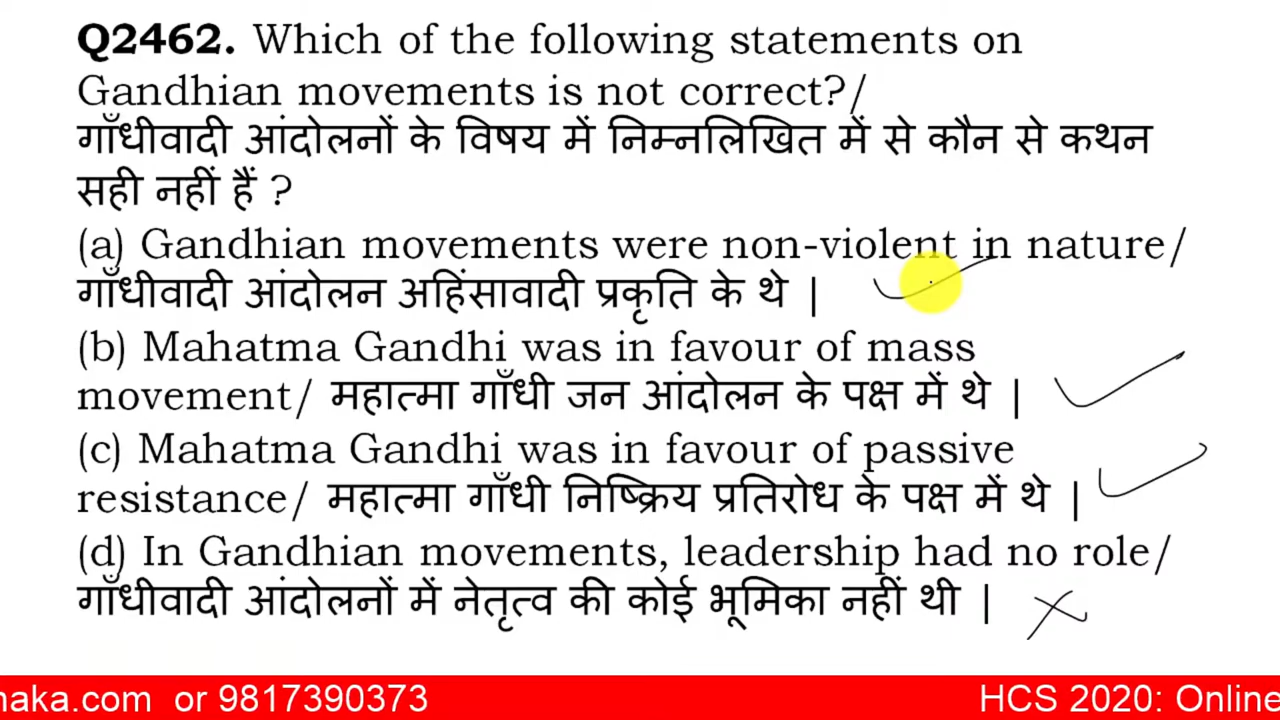 Q2462. Which of the following statements on
Gandhian movements is not correct?/
गाँधीवादी आंदोलनों के विषय में निम्नलिखित में से कौन से कथन
सही नहीं हैं ?
(a) Gandhian movements were non-violent in nature/
गाँधीवादी आंदोलन अहिंसावादी प्रकृति के थे |
(b) Mahatma Gandhi was in favour of mass
movement/ महात्मा गाँधी जन आंदोलन के पक्ष में थे |
(c) Mahatma Gandhi was in favour of passive
resistance/ महात्मा गाँधी निष्क्रिय प्रतिरोध के पक्ष में थे |
(d) In Gandhian movements, leadership had no role/
गाँधीवादी आंदोलनों में नेतृत्व की कोई भूमिका नहीं थी |
naka.com or 9817390373 HCS 2020: Online